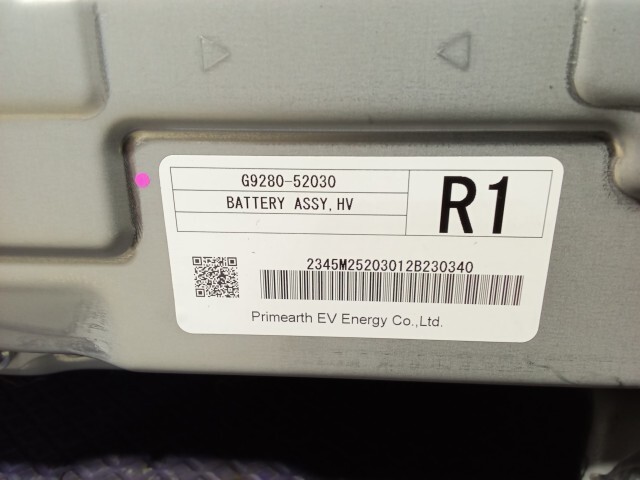 G9280-52030
BATTERY ASSY, HV
R1
2345M25203012B230340
Primearth EV Energy Co.,Ltd.